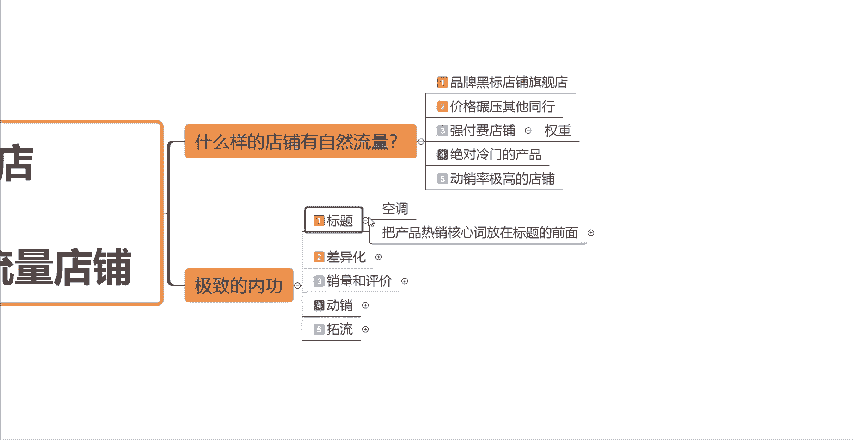 店
流量店铺
什么样的店铺有自然流量?
1 品牌黑标店铺旗舰店
2 价格碾压其他同行
3 强付费店铺 权重
4 绝对冷门的产品
5 动销率极高的店铺
极致的内功
1 标题
空调
把产品热销核心词放在标题的前面
2 差异化
3 销量和评价
4 动销
5 拓流